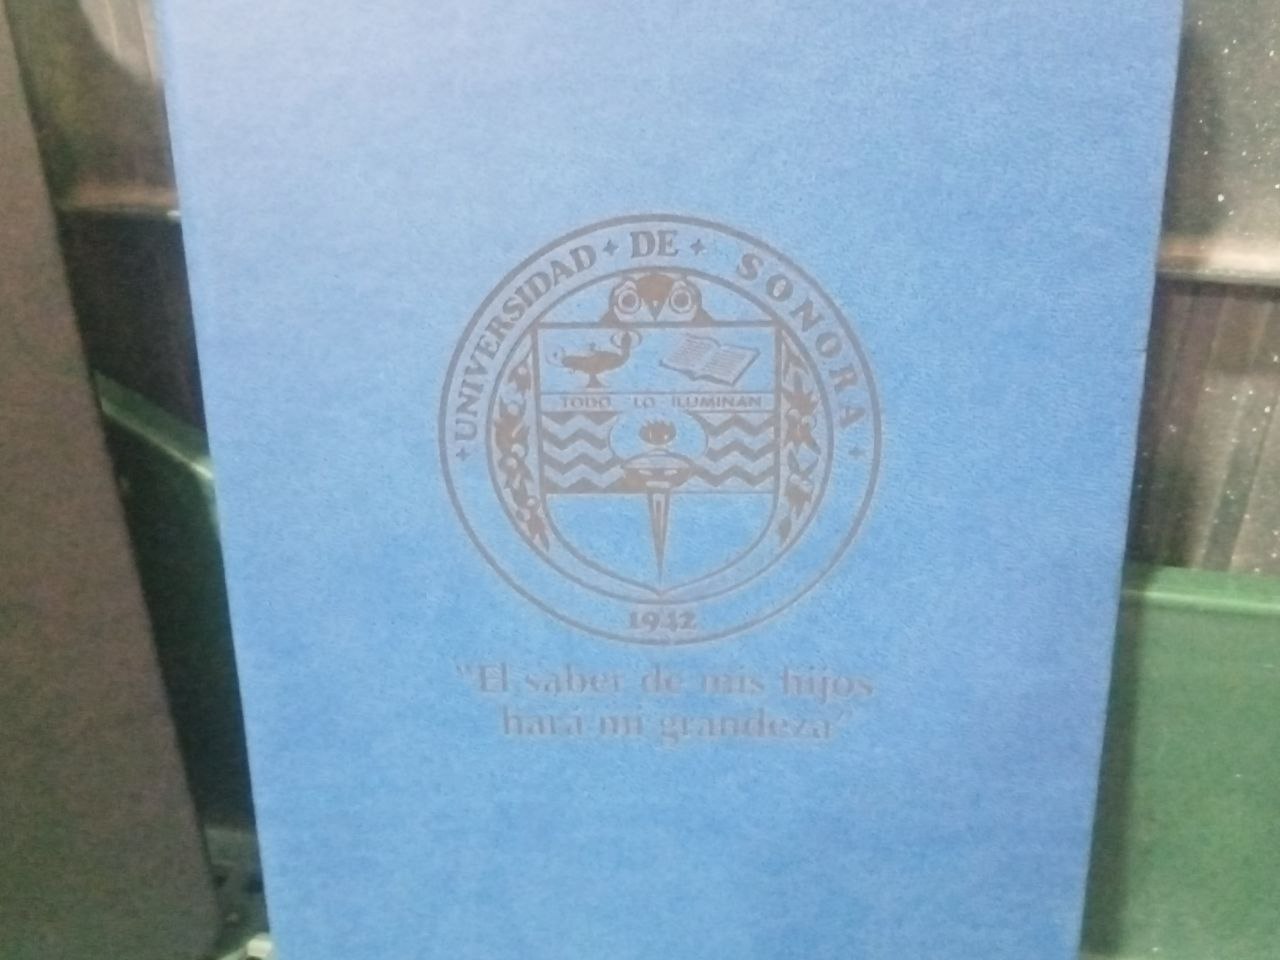 UNIVERSIDAD DE SONORA
TODO LO ILUMINAN
1942
"El saber de mis hijos
hará mi grandeza"